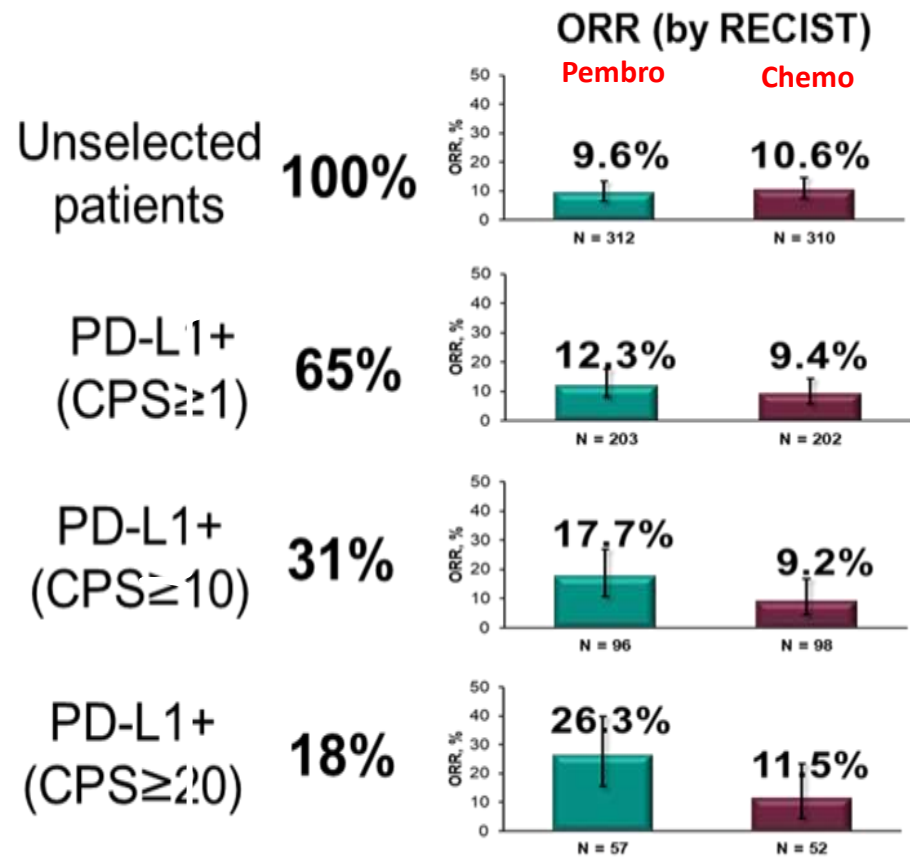 ORR (by RECIST)
Pembro Chemo
Unselected
patients
100%
ORR, %
50
40
30
20
10
0
9.6% 10.6%
N = 312 N = 310
PD-L1+
(CPS≥1)
65%
ORR, %
50
40
30
20
10
0
12.3% 9.4%
N = 203 N = 202
PD-L1+
(CPS≥10)
31%
ORR, %
50
40
30
20
10
0
17.7% 9.2%
N = 96 N = 98
PD-L1+
(CPS≥20)
18%
ORR, %
50
40
30
20
10
0
26.3% 11.5%
N = 57 N = 52